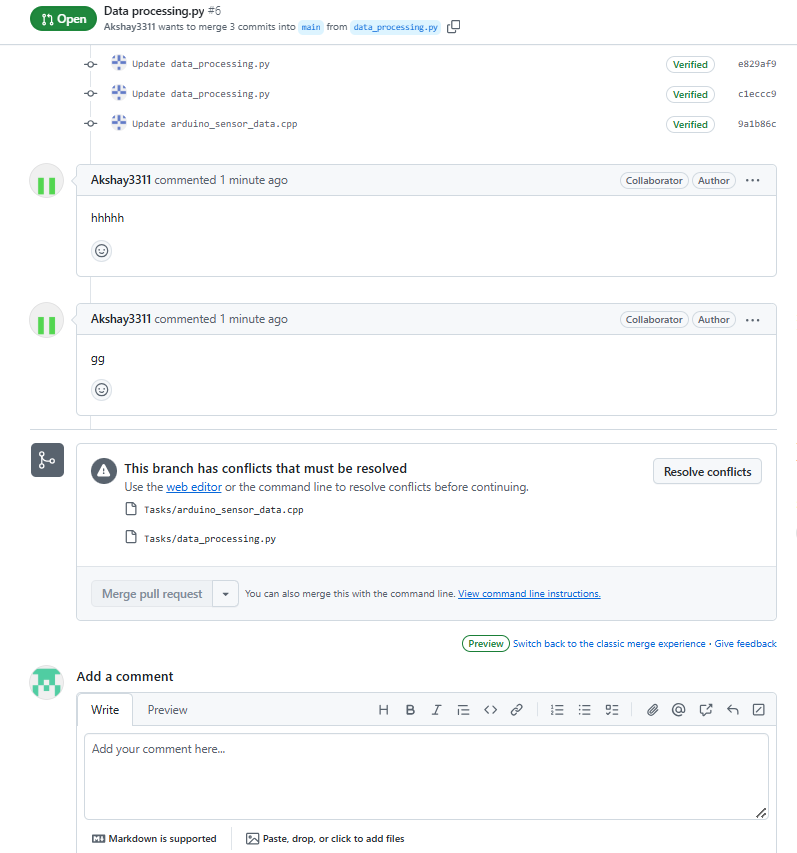 Open
Data processing.py #6
Akshay3311 wants to merge 3 commits into main from data_processing.py
Update data_processing.py Verified e829af9
Update data_processing.py Verified c1eccc9
Update arduino_sensor_data.cpp Verified 9a1b86c
Akshay3311 commented 1 minute ago Collaborator Author
hhhhh
Akshay3311 commented 1 minute ago Collaborator Author
gg
This branch has conflicts that must be resolved
Use the web editor or the command line to resolve conflicts before continuing.
Resolve conflicts
Tasks/arduino_sensor_data.cpp
Tasks/data_processing.py
Merge pull request You can also merge this with the command line. View command line instructions.
Preview Switch back to the classic merge experience · Give feedback
Add a comment
Write Preview
Add your comment here...
Markdown is supported Paste, drop, or click to add files